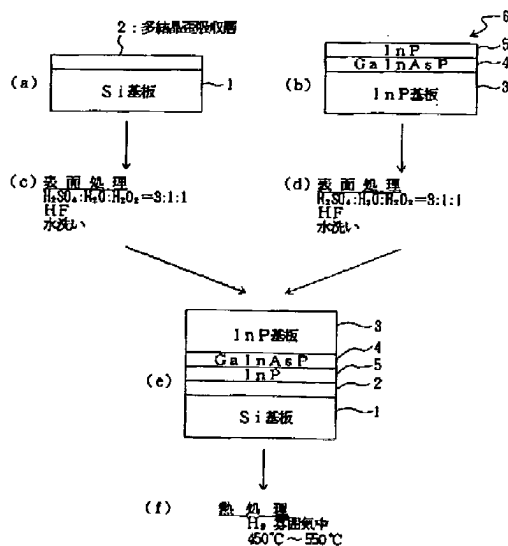 2:多結晶歪吸収層
(a)
Si基板
1
6
InP
5
GaInAsP
4
(b)
InP基板
3
(c) 表面処理
H₂SO₄:H₂O:H₂O₂=3:1:1
HF
水洗い
(d) 表面処理
H₂SO₄:H₂O:H₂O₂=3:1:1
HF
水洗い
(e)
InP基板
3
GaInAsP
4
InP
5
2
Si基板
1
(f) 熱処理
H₂ 雰囲気中
450℃～550℃